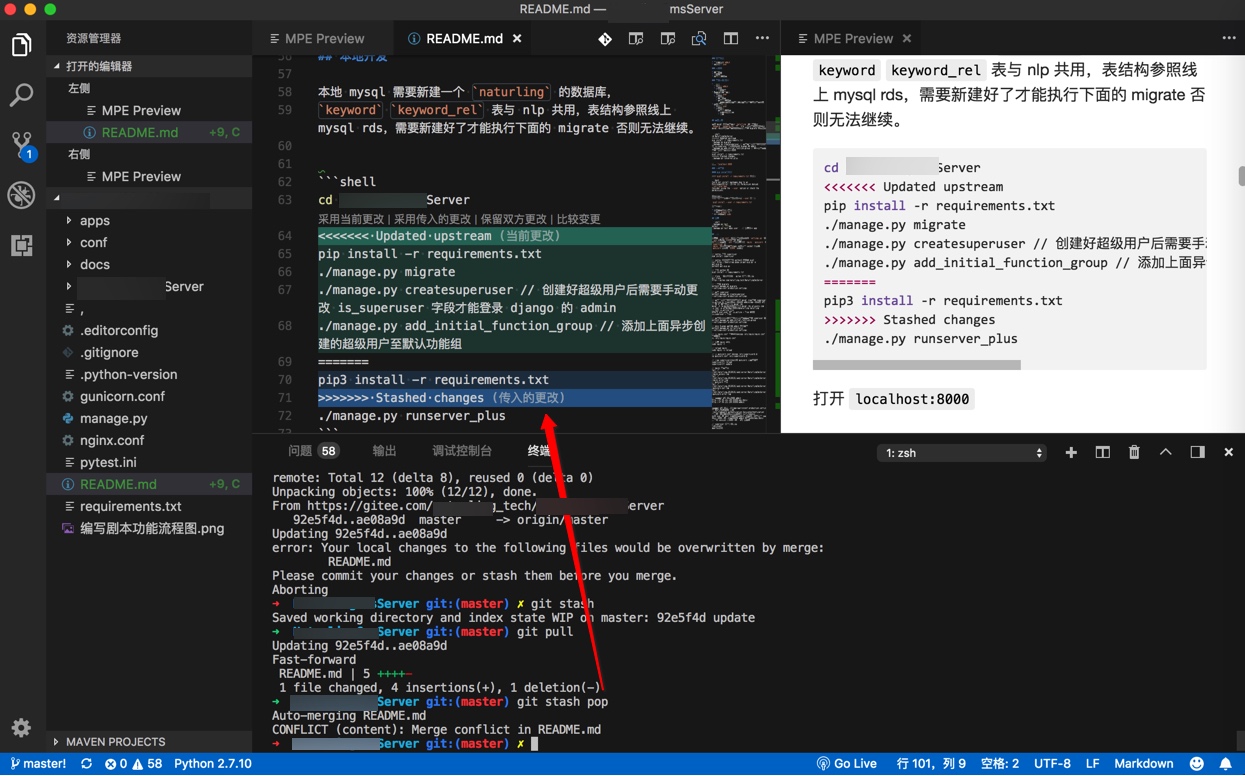 README.md — msServer
资源管理器
打开的编辑器
左侧
MPE Preview
README.md +9, C
右侧
MPE Preview
apps
conf
docs
Server
,
.editorconfig
.gitignore
.python-version
gunicorn.conf
manage.py
nginx.conf
pytest.ini
README.md +9, C
requirements.txt
编写剧本功能流程图.png
MAVEN PROJECTS
MPE Preview
README.md
56 ## 本地开发
57
58 本地 mysql 需要新建一个 `naturling` 的数据库,
59 `keyword` `keyword_rel` 表与 nlp 共用，表结构参照线上
mysql rds，需要新建好了才能执行下面的 migrate 否则无法继续。
60
61
62 ```shell
63 cd Server
采用当前更改 | 采用传入的更改 | 保留双方更改 | 比较变更
64 <<<<<<<·Updated·upstream (当前更改)
65 pip install -r requirements.txt
66 ./manage.py migrate
67 ./manage.py createsuperuser // 创建好超级用户后需要手动更
改 is_superuser 字段才能登录 django 的 admin
68 ./manage.py add_initial_function_group // 添加上面异步创
建的超级用户至默认功能组
69 =======
70 pip3 install -r requirements.txt
71 >>>>>>>·Stashed·changes (传入的更改)
72 ./manage.py runserver_plus
73 ```
MPE Preview
keyword keyword_rel 表与 nlp 共用，表结构参照线
上 mysql rds，需要新建好了才能执行下面的 migrate 否
则无法继续。
cd Server
<<<<<<< Updated upstream
pip install -r requirements.txt
./manage.py migrate
./manage.py createsuperuser // 创建好超级用户后需要手
./manage.py add_initial_function_group // 添加上面异
=======
pip3 install -r requirements.txt
>>>>>>> Stashed changes
./manage.py runserver_plus
打开 localhost:8000
问题 58 输出 调试控制台 终端
1: zsh
remote: Total 12 (delta 8), reused 0 (delta 0)
Unpacking objects: 100% (12/12), done.
From https://gitee.com/ g_tech/ erver
92e5f4d..ae08a9d master -> origin/master
Updating 92e5f4d..ae08a9d
error: Your local changes to the following files would be overwritten by merge:
README.md
Please commit your changes or stash them before you merge.
Aborting
➜ Server git:(master) ✗ git stash
Saved working directory and index state WIP on master: 92e5f4d update
➜ Server git:(master) git pull
Updating 92e5f4d..ae08a9d
Fast-forward
README.md | 5 ++++-
1 file changed, 4 insertions(+), 1 deletion(-)
➜ Server git:(master) git stash pop
Auto-merging README.md
CONFLICT (content): Merge conflict in README.md
➜ Server git:(master) ✗
master! 0 58 Python 2.7.10 Go Live 行 101，列 9 空格: 2 UTF-8 LF Markdown